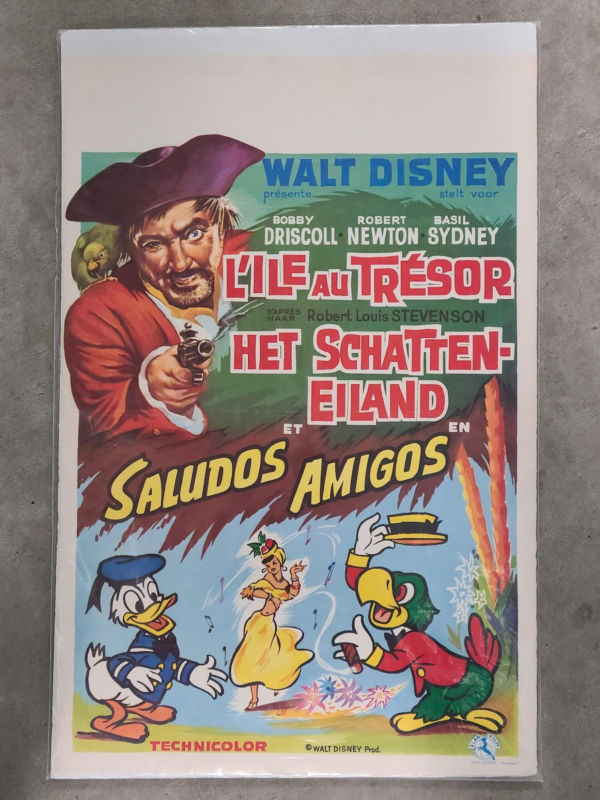 WALT DISNEY
présente stelt voor
BOBBY DRISCOLL · ROBERT NEWTON · BASIL SYDNEY
L'ILE AU TRÉSOR
D'APRÈS NAAR Robert Louis STEVENSON
HET SCHATTEN-
EILAND
ET EN
SALUDOS AMIGOS
TECHNICOLOR
© WALT DISNEY Prod.